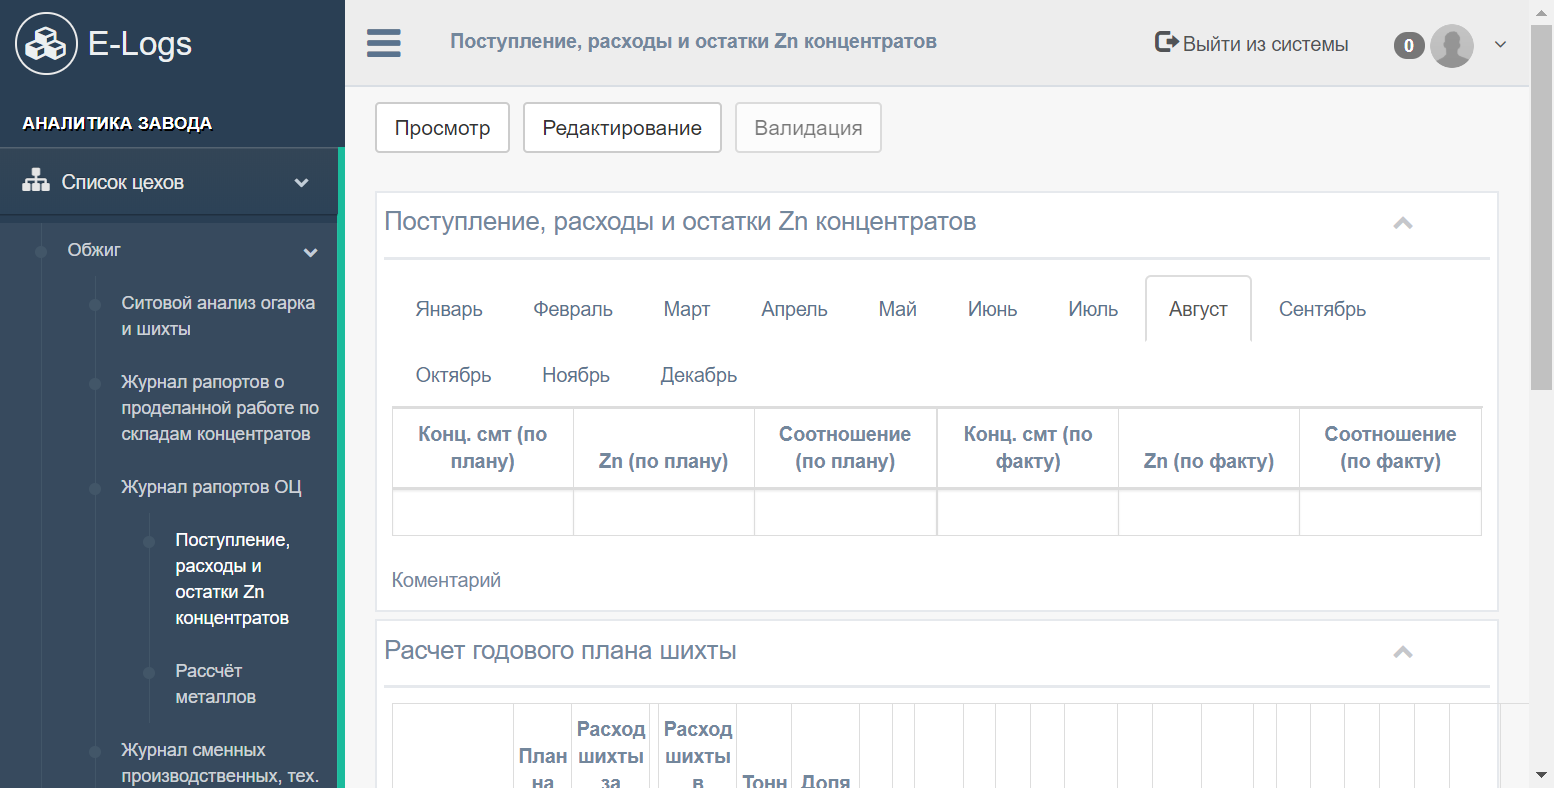 E-Logs
АНАЛИТИКА ЗАВОДА
Список цехов
Обжиг
Ситовой анализ огарка
и шихты
Журнал рапортов о
проделанной работе по
складам концентратов
Журнал рапортов ОЦ
Поступление,
расходы и
остатки Zn
концентратов
Рассчёт
металлов
Журнал сменных
производственных, тех.
Поступление, расходы и остатки Zn концентратов
Выйти из системы
0
Просмотр Редактирование Валидация
Поступление, расходы и остатки Zn концентратов
Январь Февраль Март Апрель Май Июнь Июль Август Сентябрь
Октябрь Ноябрь Декабрь
Конц. смт (по
плану)
Zn (по плану)
Соотношение
(по плану)
Конц. смт (по
факту)
Zn (по факту)
Соотношение
(по факту)
Коментарий
Расчет годового плана шихты
План
на
Расход
шихты
за
Расход
шихты
в
Тонн
Доля